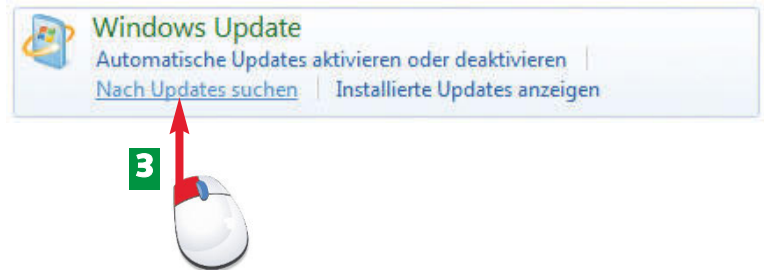 Windows Update
Automatische Updates aktivieren oder deaktivieren
Nach Updates suchen | Installierte Updates anzeigen
3